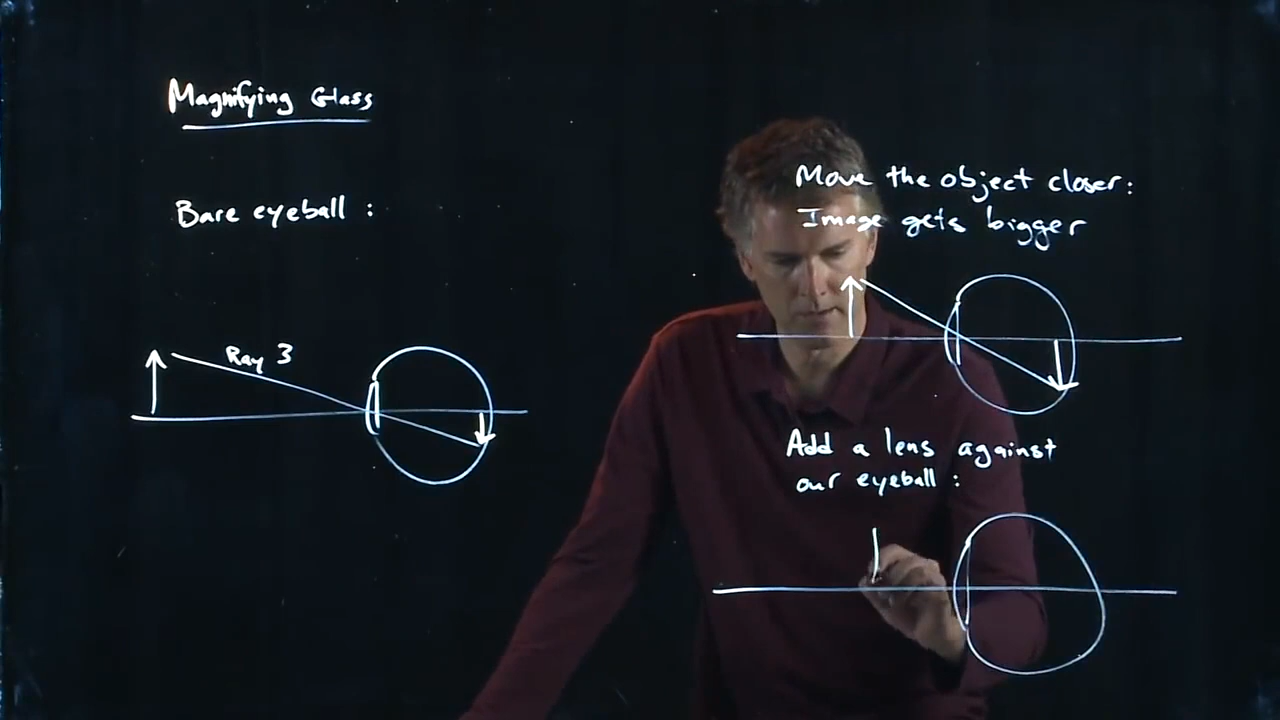 Magnifying Glass
Bare eyeball :
Ray 3
Move the object closer:
Image gets bigger
Add a lens against
our eyeball :